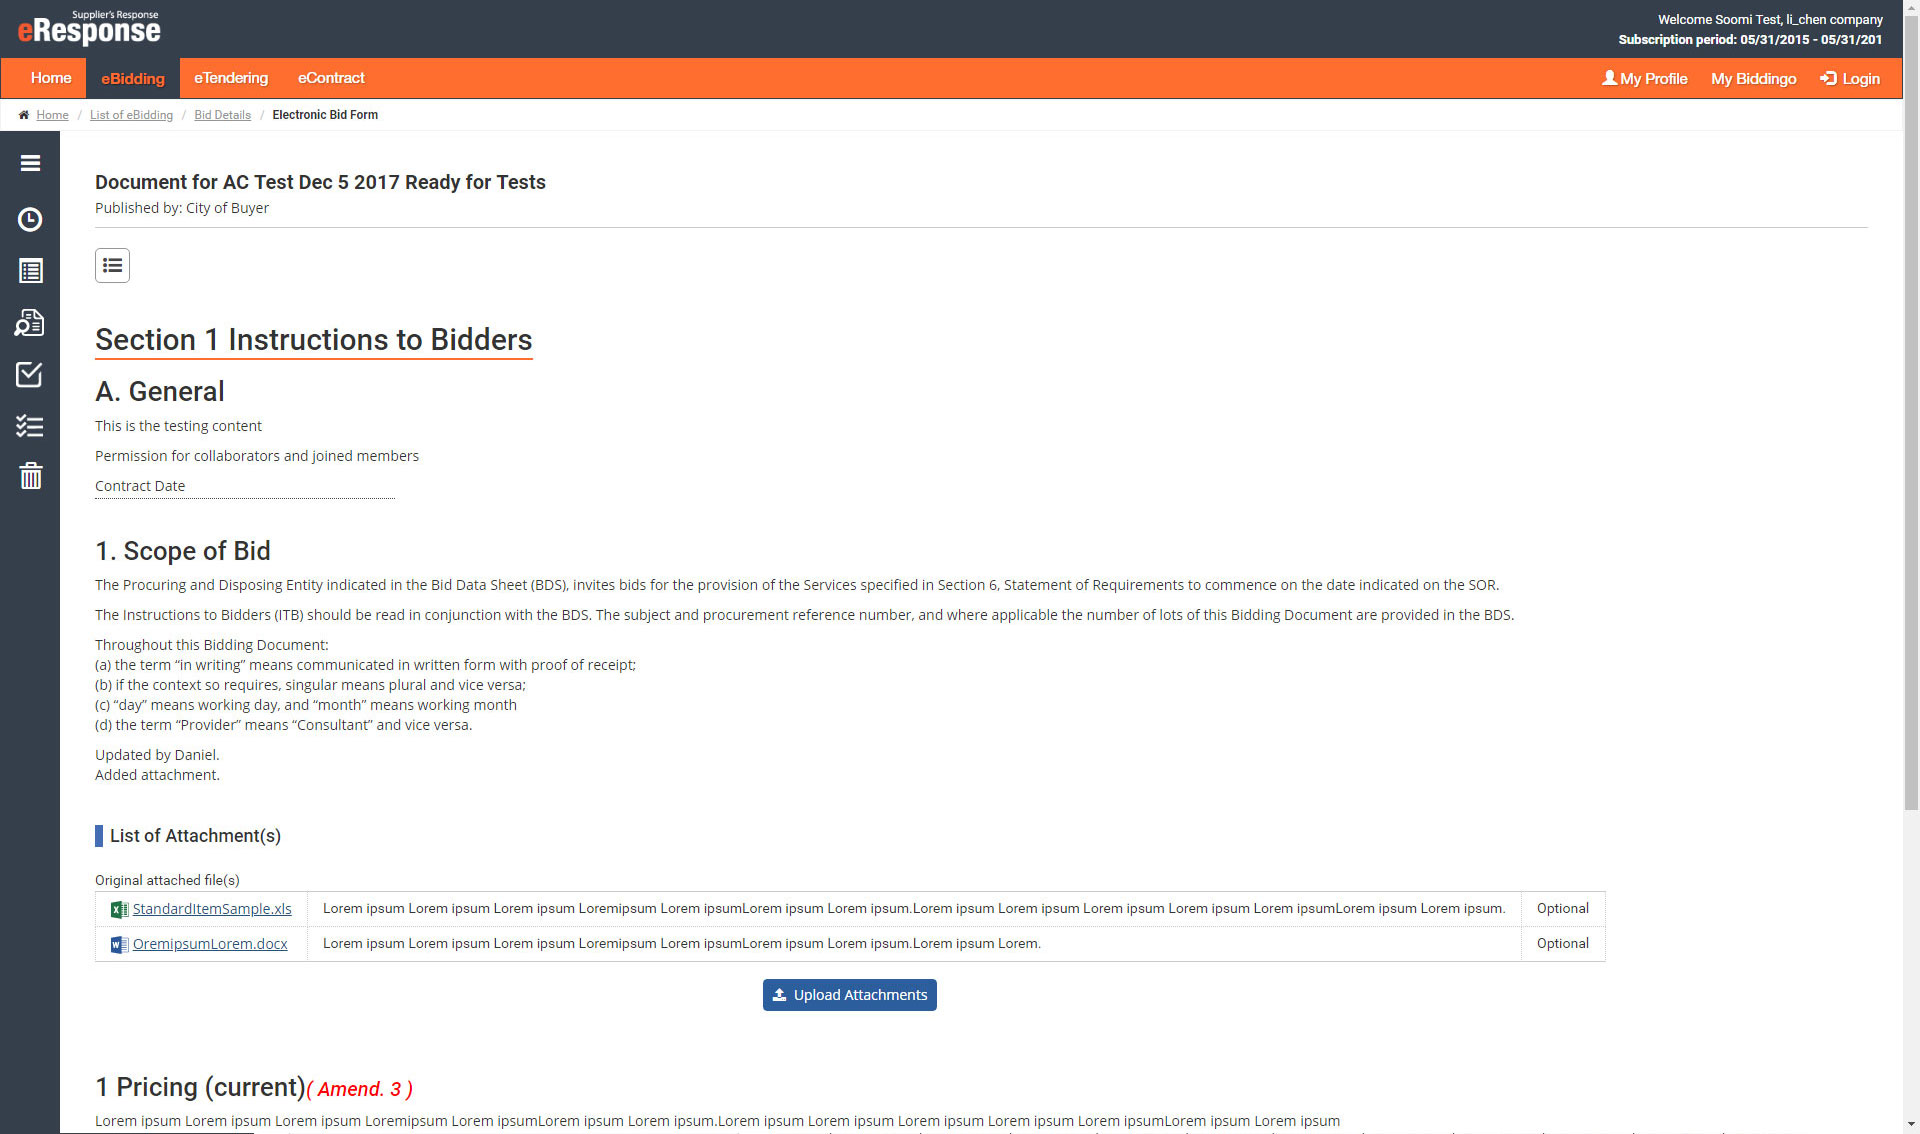 Supplier's Response
eResponse
Welcome Soomi Test, li_chen company
Subscription period: 05/31/2015 - 05/31/201
Home eBidding eTendering eContract My Profile My Biddingo Login
Home / List of eBidding / Bid Details / Electronic Bid Form
Document for AC Test Dec 5 2017 Ready for Tests
Published by: City of Buyer
Section 1 Instructions to Bidders
A. General
This is the testing content
Permission for collaborators and joined members
Contract Date
1. Scope of Bid
The Procuring and Disposing Entity indicated in the Bid Data Sheet (BDS), invites bids for the provision of the Services specified in Section 6, Statement of Requirements to commence on the date indicated on the SOR.
The Instructions to Bidders (ITB) should be read in conjunction with the BDS. The subject and procurement reference number, and where applicable the number of lots of this Bidding Document are provided in the BDS.
Throughout this Bidding Document:
(a) the term “in writing” means communicated in written form with proof of receipt;
(b) if the context so requires, singular means plural and vice versa;
(c) “day” means working day, and “month” means working month
(d) the term “Provider” means “Consultant” and vice versa.
Updated by Daniel.
Added attachment.
List of Attachment(s)
Original attached file(s)
StandardItemSample.xls Lorem ipsum Lorem ipsum Lorem ipsum Loremipsum Lorem ipsumLorem ipsum Lorem ipsum.Lorem ipsum Lorem ipsum Lorem ipsum Lorem ipsum Lorem ipsumLorem ipsum Lorem ipsum. Optional
OremipsumLorem.docx Lorem ipsum Lorem ipsum Lorem ipsum Loremipsum Lorem ipsumLorem ipsum Lorem ipsum.Lorem ipsum Lorem. Optional
Upload Attachments
1 Pricing (current)( Amend. 3 )
Lorem ipsum Lorem ipsum Lorem ipsum Loremipsum Lorem ipsumLorem ipsum Lorem ipsum.Lorem ipsum Lorem ipsum Lorem ipsum Lorem ipsum Lorem ipsumLorem ipsum Lorem ipsum